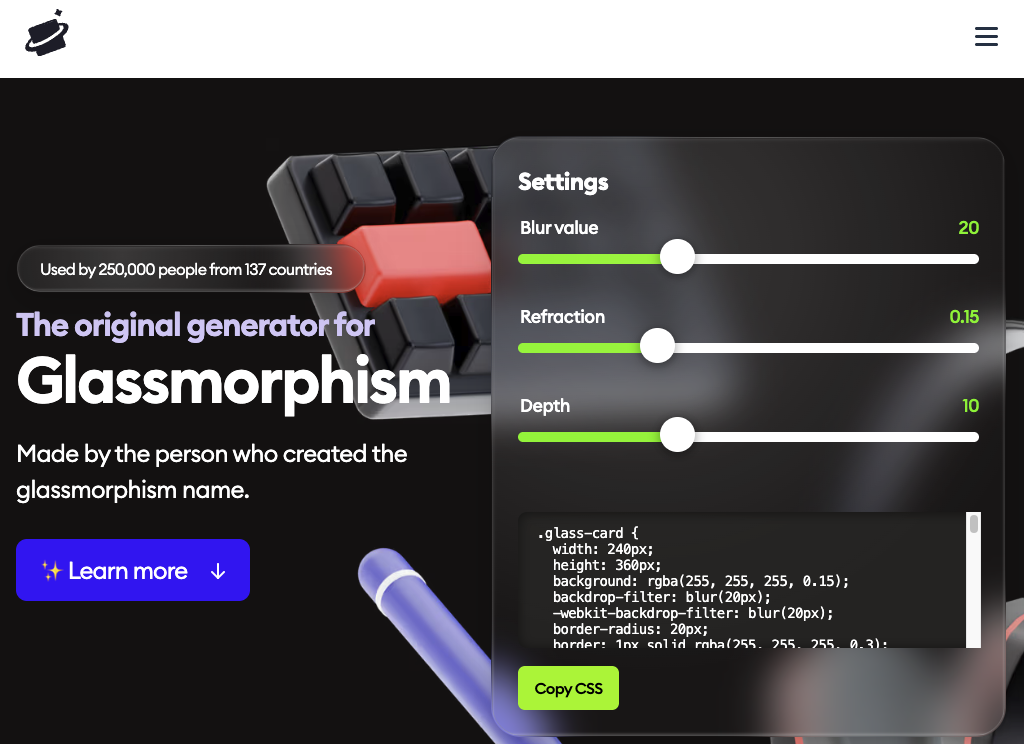 Used by 250,000 people from 137 countries
The original generator for
Glassmorphism
Made by the person who created the
glassmorphism name.
✨ Learn more ↓
Settings
Blur value 20
Refraction 0.15
Depth 10
.glass-card {
  width: 240px;
  height: 360px;
  background: rgba(255, 255, 255, 0.15);
  backdrop-filter: blur(20px);
  -webkit-backdrop-filter: blur(20px);
  border-radius: 20px;
  border: 1px solid rgba(255, 255, 255, 0.3);
Copy CSS